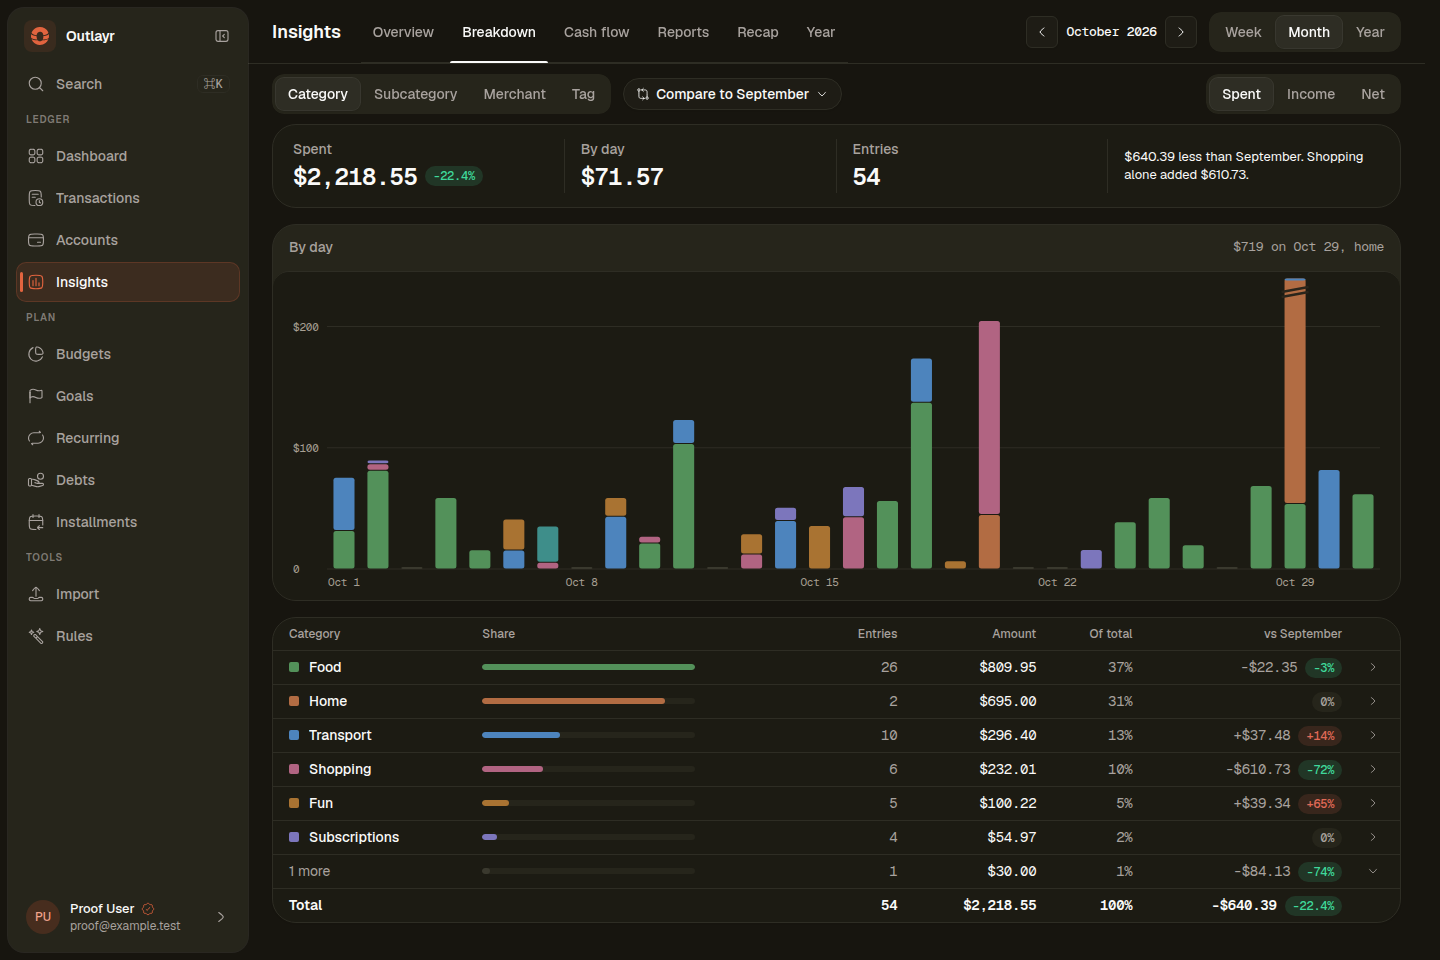 Outlayr
Search ⌘K
LEDGER
Dashboard
Transactions
Accounts
Insights
PLAN
Budgets
Goals
Recurring
Debts
Installments
TOOLS
Import
Rules
PU
Proof User
proof@example.test
Insights Overview Breakdown Cash flow Reports Recap Year
October 2026 Week Month Year
Category Subcategory Merchant Tag Compare to September
Spent Income Net
Spent By day Entries
$2,218.55 -22.4% $71.57 54
$640.39 less than September. Shopping
alone added $610.73.
By day $719 on Oct 29, home
$200
$100
0
Oct 1 Oct 8 Oct 15 Oct 22 Oct 29
Category Share Entries Amount Of total vs September
Food 26 $809.95 37% −$22.35 -3%
Home 2 $695.00 31% 0%
Transport 10 $296.40 13% +$37.48 +14%
Shopping 6 $232.01 10% −$610.73 -72%
Fun 5 $100.22 5% +$39.34 +65%
Subscriptions 4 $54.97 2% 0%
1 more 1 $30.00 1% −$84.13 -74%
Total 54 $2,218.55 100% −$640.39 -22.4%